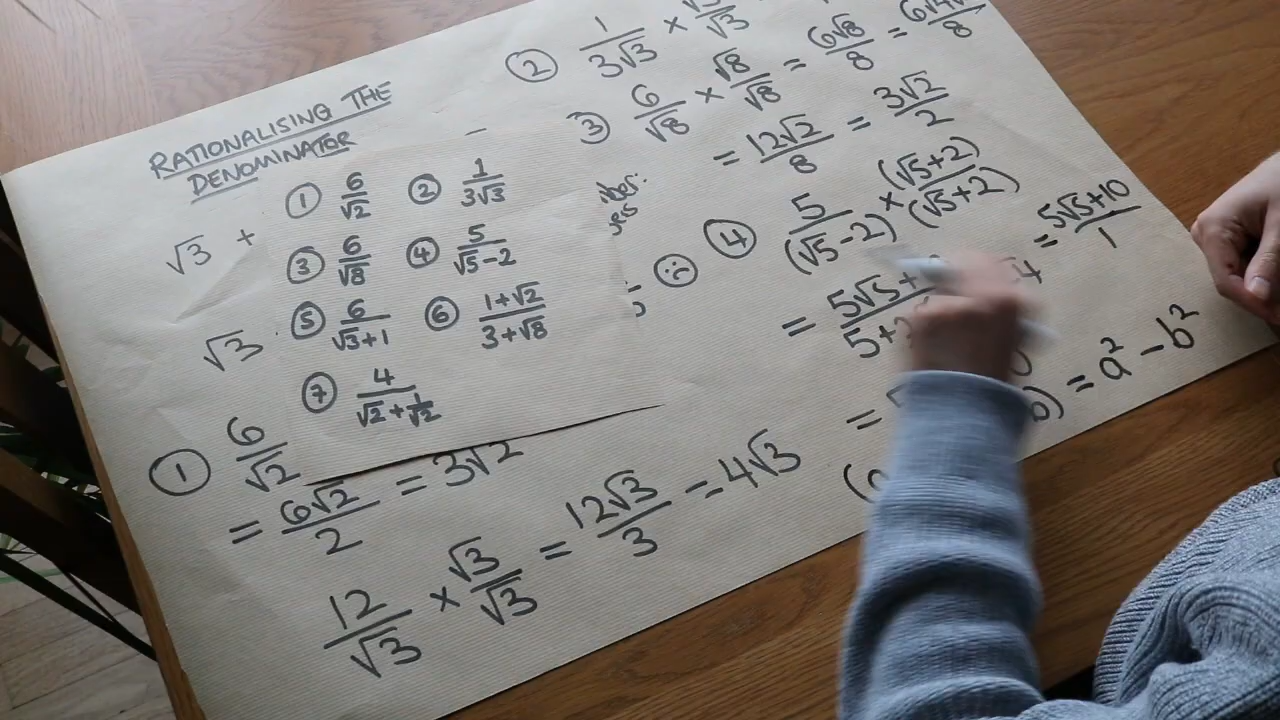 RATIONALISING THE
DENOMINATOR
① 6/√2 ② 1/3√3
③ 6/√8 ④ 5/√5-2
⑤ 6/√3+1 ⑥ 1+√2/3+√8
⑦ 4/√2+1/√2
√3 +
√3
① 6/√2
= 6√2/2 = 3√2
12/√3 × √3/√3 = 12√3/3 = 4√3
② 1/3√3 × √3/√3
③ 6/√8 × √8/√8 = 6√8/8 =
= 12√2/8 = 3√2/2
④ 5/(√5-2) × (√5+2)/(√5+2)
= 5√5+
5+
= 5√5+10/1
=
= a²-b²